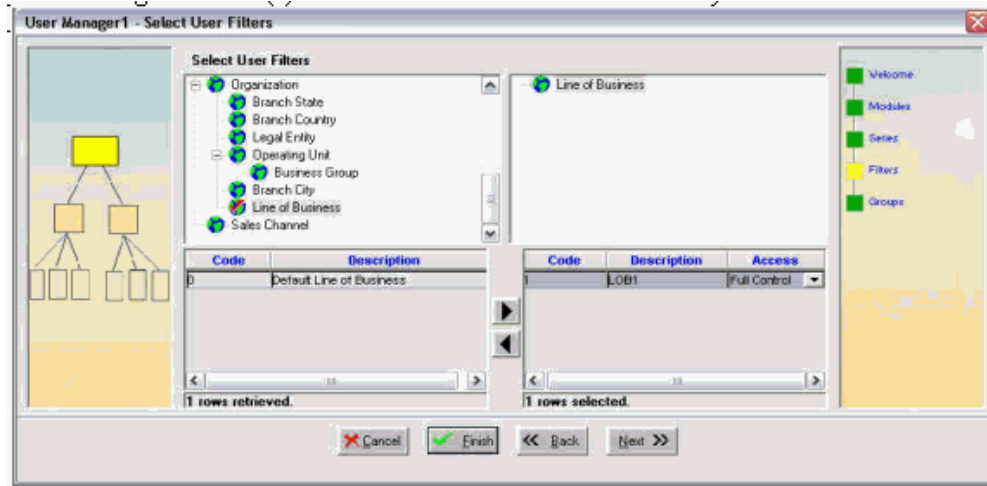 User Manager1 - Select User Filters
Select User Filters
Organization
Branch State
Branch Country
Legal Entity
Operating Unit
Business Group
Branch City
Line of Business
Sales Channel
Line of Business
Code Description
0 Default Line of Business
1 rows retrieved.
Code Description Access
1 LOB1 Full Control
1 rows selected.
Welcome
Modules
Series
Filters
Groups
Cancel Finish Back Next